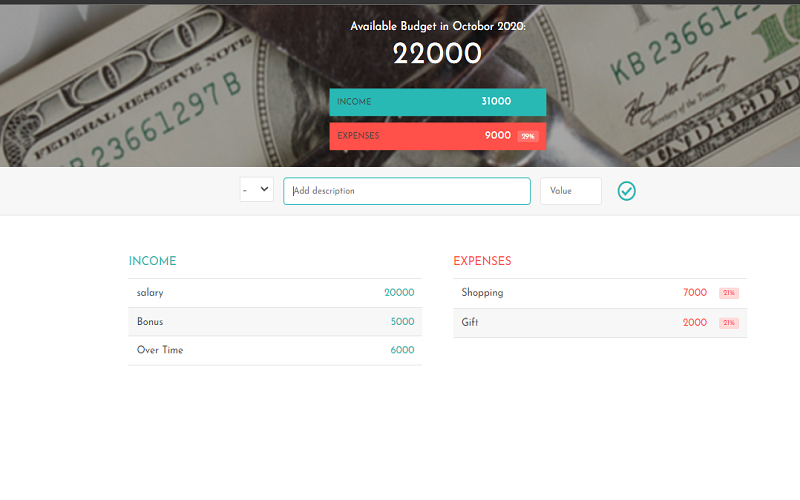 FEDERAL RESERVE NOTE
KB 23661297 B
KB 2366129
Secretary of the Treasury.
Available Budget in Octobor 2020:
22000
INCOME 31000
EXPENSES 9000 29%
- Add description Value
INCOME
salary 20000
Bonus 5000
Over Time 6000
EXPENSES
Shopping 7000 21%
Gift 2000 21%